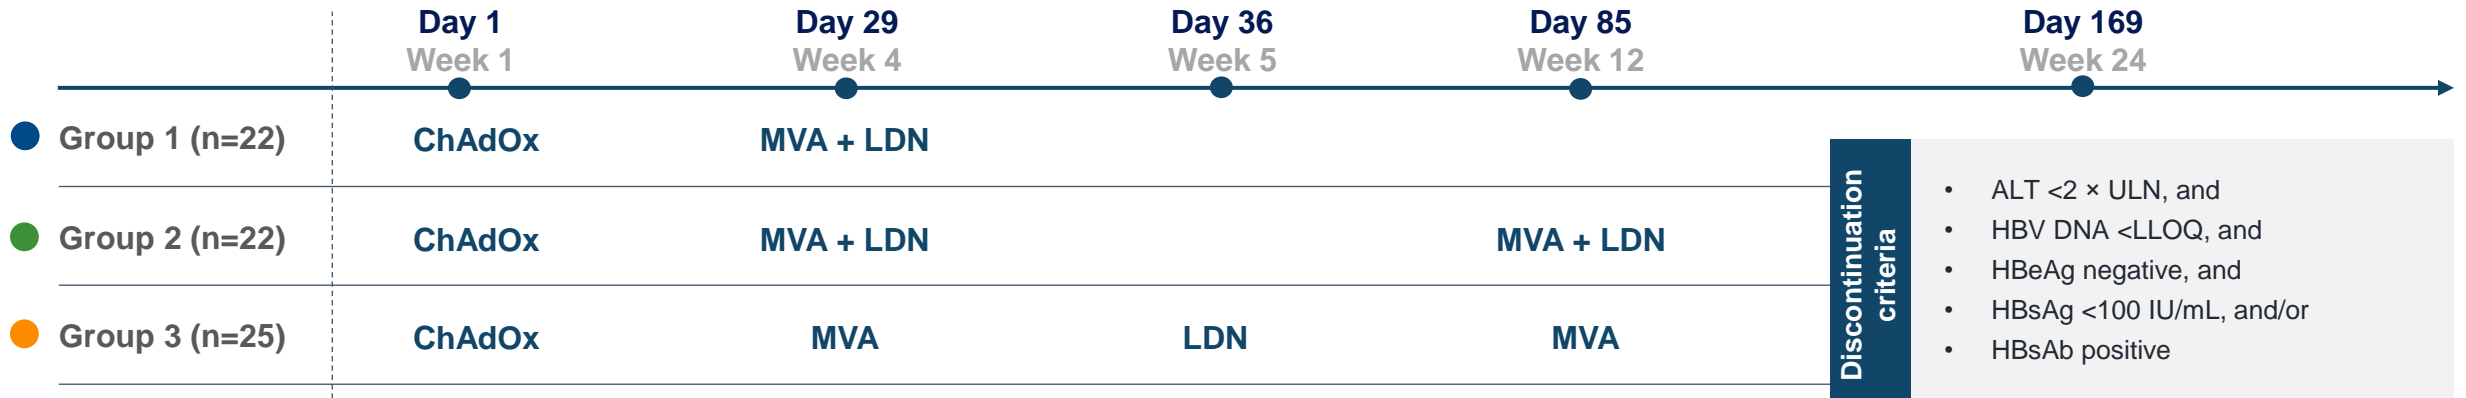 Day 1 Day 29 Day 36 Day 85 Day 169
Week 1 Week 4 Week 5 Week 12 Week 24
Group 1 (n=22) ChAdOx MVA + LDN
Group 2 (n=22) ChAdOx MVA + LDN MVA + LDN
Group 3 (n=25) ChAdOx MVA LDN MVA
Discontinuation
criteria
• ALT <2 × ULN, and
• HBV DNA <LLOQ, and
• HBeAg negative, and
• HBsAg <100 IU/mL, and/or
• HBsAb positive